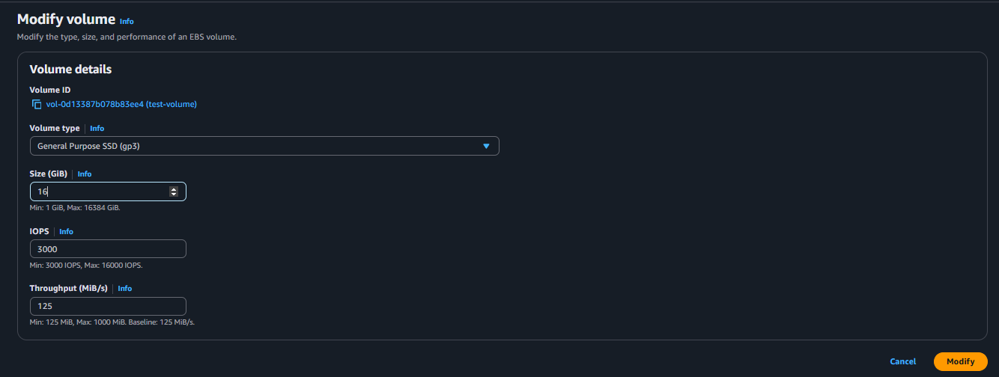 Modify volume Info
Modify the type, size, and performance of an EBS volume.
Volume details
Volume ID
vol-0d13387b078b83ee4 (test-volume)
Volume type Info
General Purpose SSD (gp3)
Size (GiB) Info
16
Min: 1 GiB, Max: 16384 GiB.
IOPS Info
3000
Min: 3000 IOPS, Max: 16000 IOPS.
Throughput (MiB/s) Info
125
Min: 125 MiB, Max: 1000 MiB. Baseline: 125 MiB/s.
Cancel Modify